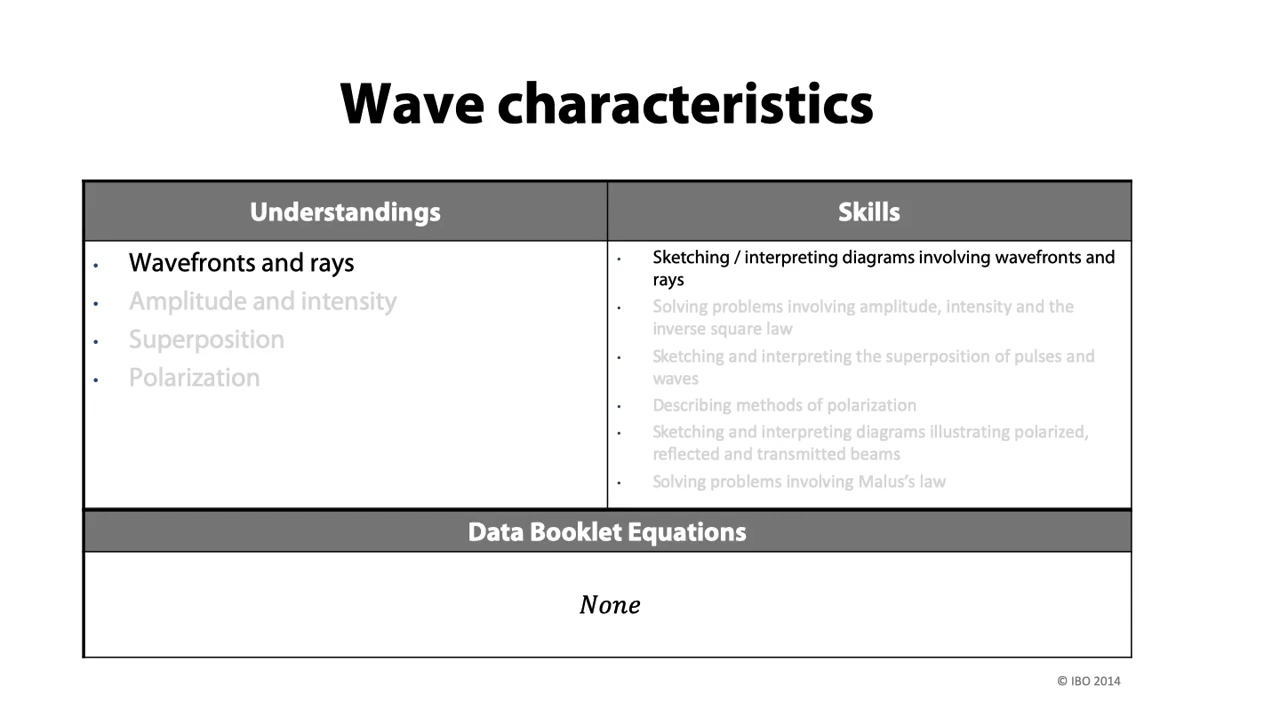 Wave characteristics
Understandings
Skills
• Wavefronts and rays
• Amplitude and intensity
• Superposition
• Polarization
• Sketching / interpreting diagrams involving wavefronts and
rays
• Solving problems involving amplitude, intensity and the
inverse square law
• Sketching and interpreting the superposition of pulses and
waves
• Describing methods of polarization
• Sketching and interpreting diagrams illustrating polarized,
reflected and transmitted beams
• Solving problems involving Malus’s law
Data Booklet Equations
None
© IBO 2014